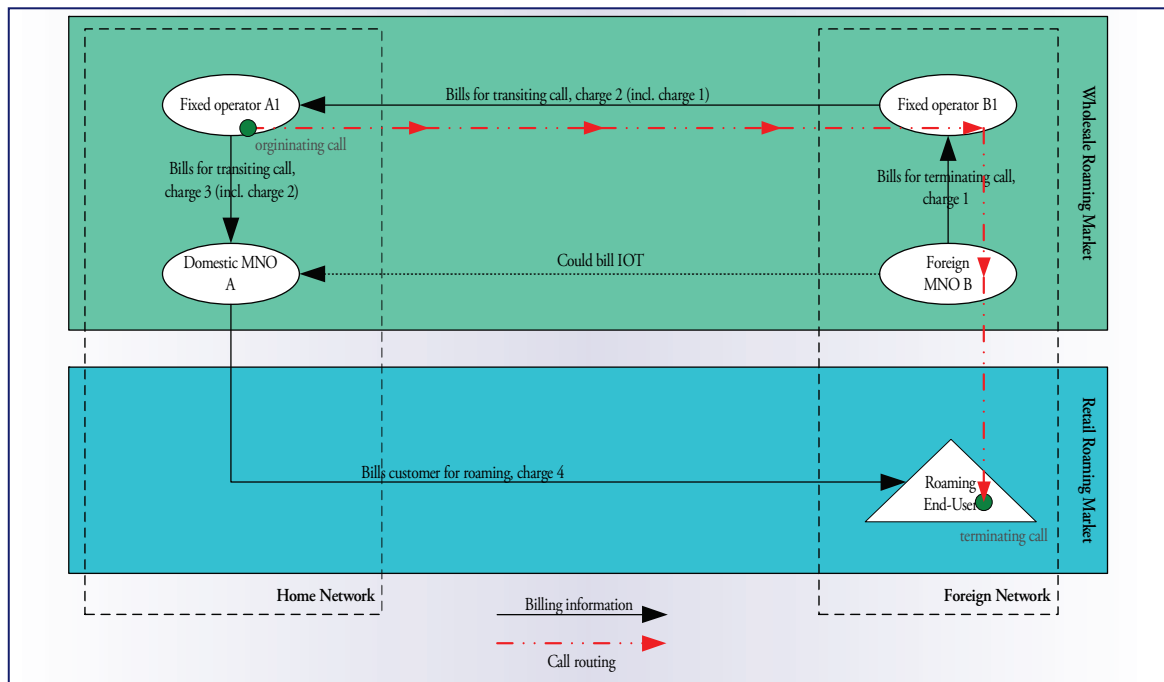 Fixed operator A1
Bills for transiting call, charge 2 (incl. charge 1)
Fixed operator B1
orgininating call
Bills for transiting call,
charge 3 (incl. charge 2)
Bills for terminating call,
charge 1
Domestic MNO
A
Could bill IOT
Foreign
MNO B
Wholesale Roaming Market
Bills customer for roaming, charge 4
Roaming
End-User
terminating call
Retail Roaming Market
Home Network
Foreign Network
Billing information
Call routing